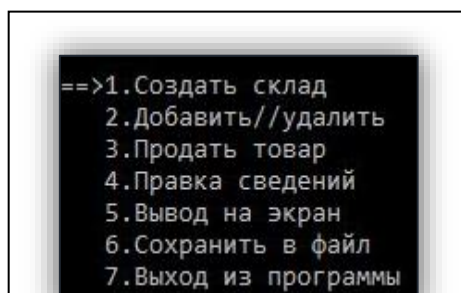 ==>1.Создать склад
2.Добавить//удалить
3.Продать товар
4.Правка сведений
5.Вывод на экран
6.Сохранить в файл
7.Выход из программы